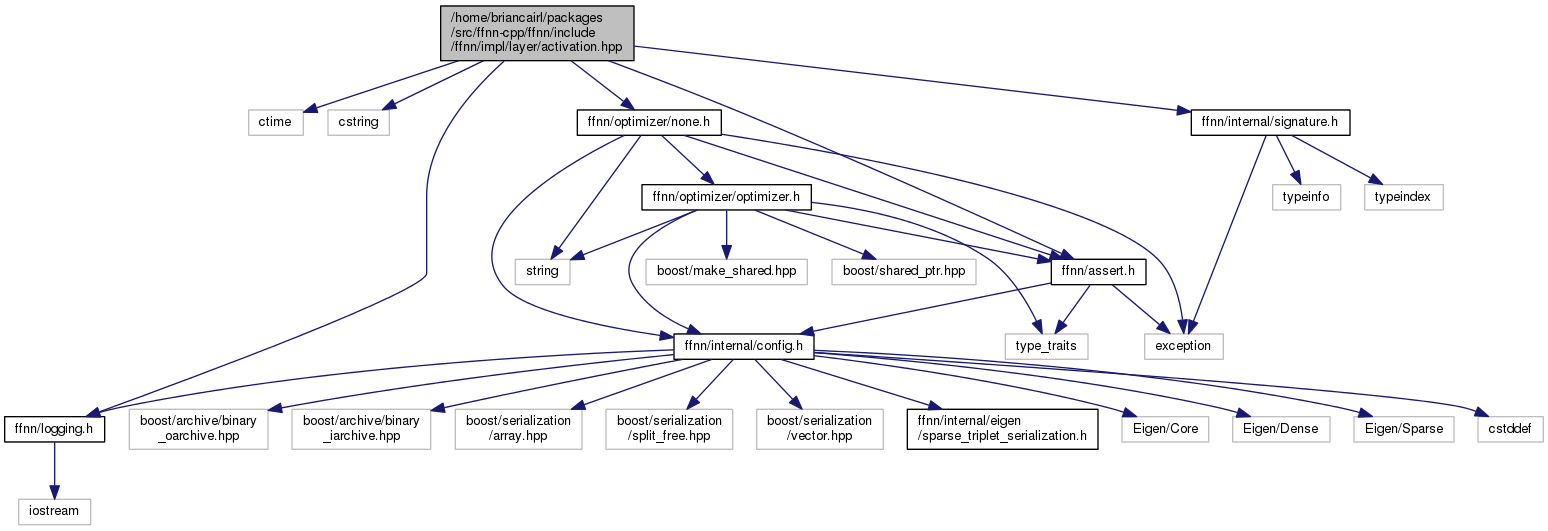 /home/briancairl/packages
/src/ffnn-cpp/ffnn/include
/ffnn/impl/layer/activation.hpp
ctime
cstring
ffnn/optimizer/none.h
ffnn/internal/signature.h
ffnn/optimizer/optimizer.h
typeinfo
typeindex
string
boost/make_shared.hpp
boost/shared_ptr.hpp
ffnn/assert.h
ffnn/internal/config.h
type_traits
exception
ffnn/logging.h
boost/archive/binary
_oarchive.hpp
boost/archive/binary
_iarchive.hpp
boost/serialization
/array.hpp
boost/serialization
/split_free.hpp
boost/serialization
/vector.hpp
ffnn/internal/eigen
/sparse_triplet_serialization.h
Eigen/Core
Eigen/Dense
Eigen/Sparse
cstddef
iostream